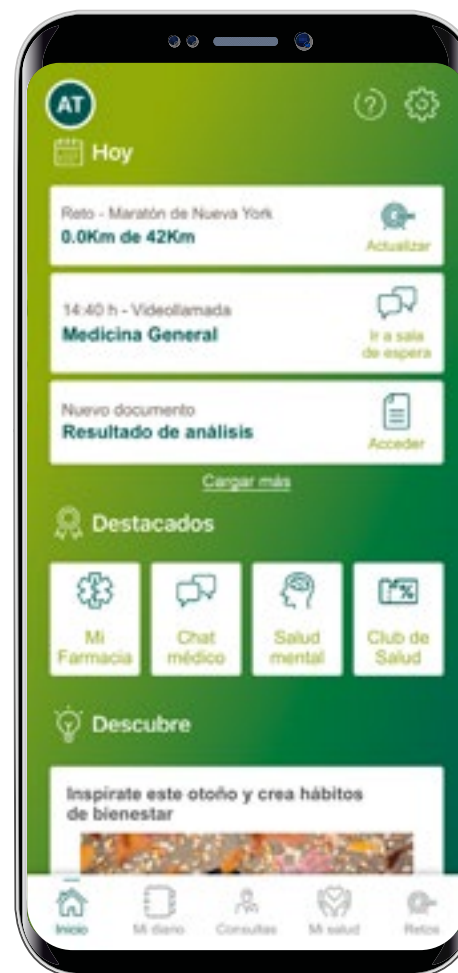 AT
Hoy
Reto - Maratón de Nueva York
0.0Km de 42Km
Actualizar
14:40 h - Videollamada
Medicina General
Ir a sala
de espera
Nuevo documento
Resultado de análisis
Acceder
Cargar más
Destacados
Mi
Farmacia
Chat
médico
Salud
mental
Club de
Salud
Descubre
Inspírate este otoño y crea hábitos
de bienestar
Inicio
Mi diario
Consultas
Mi salud
Retos